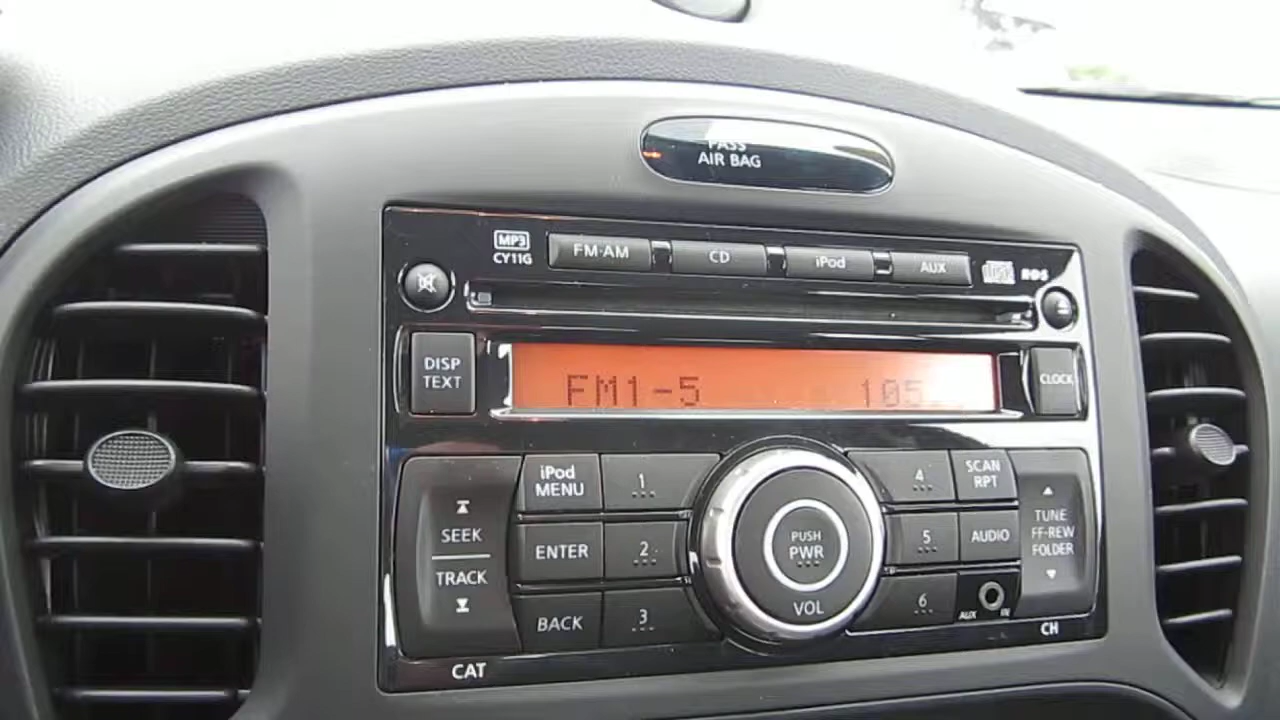 PASS
AIR BAG
MP3
CY11G
FM·AM
CD
iPod
AUX
RDS
DISP
TEXT
FM1-5
105
CLOCK
SEEK
TRACK
CAT
iPod
MENU
ENTER
BACK
1
2
3
PUSH
PWR
VOL
4
5
6
SCAN
RPT
AUDIO
AUX IN
TUNE
FF·REW
FOLDER
CH